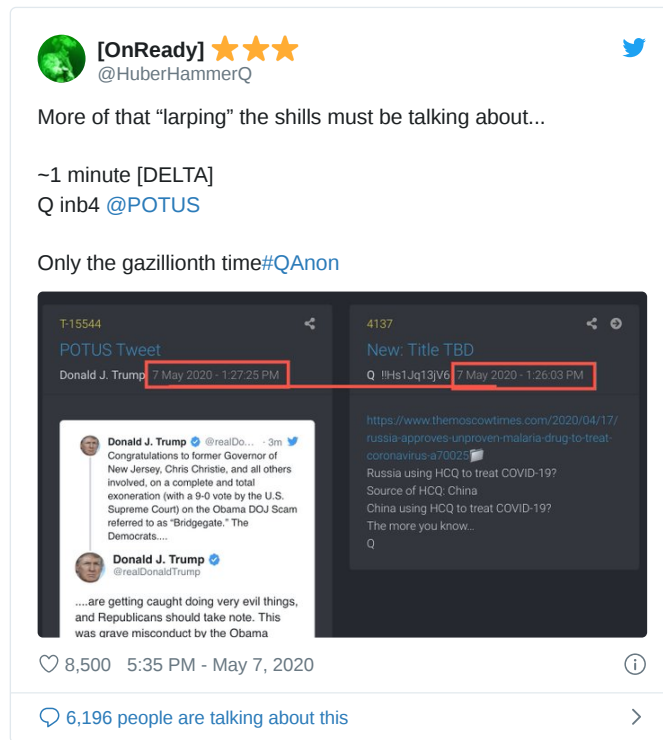 [OnReady] ⭐⭐⭐
@HuberHammerQ
More of that “larping” the shills must be talking about...
~1 minute [DELTA]
Q inb4 @POTUS
Only the gazillionth time#QAnon
T-15544
POTUS Tweet
Donald J. Trump 7 May 2020 - 1:27:25 PM
Donald J. Trump @realDo... · 3m
Congratulations to former Governor of
New Jersey, Chris Christie, and all others
involved, on a complete and total
exoneration (with a 9-0 vote by the U.S.
Supreme Court) on the Obama DOJ Scam
referred to as “Bridgegate.” The
Democrats....
Donald J. Trump
@realDonaldTrump
....are getting caught doing very evil things,
and Republicans should take note. This
was grave misconduct by the Obama
4137
New: Title TBD
Q !!Hs1Jq13jV6 7 May 2020 - 1:26:03 PM
https://www.themoscowtimes.com/2020/04/17/
russia-approves-unproven-malaria-drug-to-treat-
coronavirus-a70025📁
Russia using HCQ to treat COVID-19?
Source of HCQ: China
China using HCQ to treat COVID-19?
The more you know…
Q
8,500 5:35 PM - May 7, 2020
6,196 people are talking about this